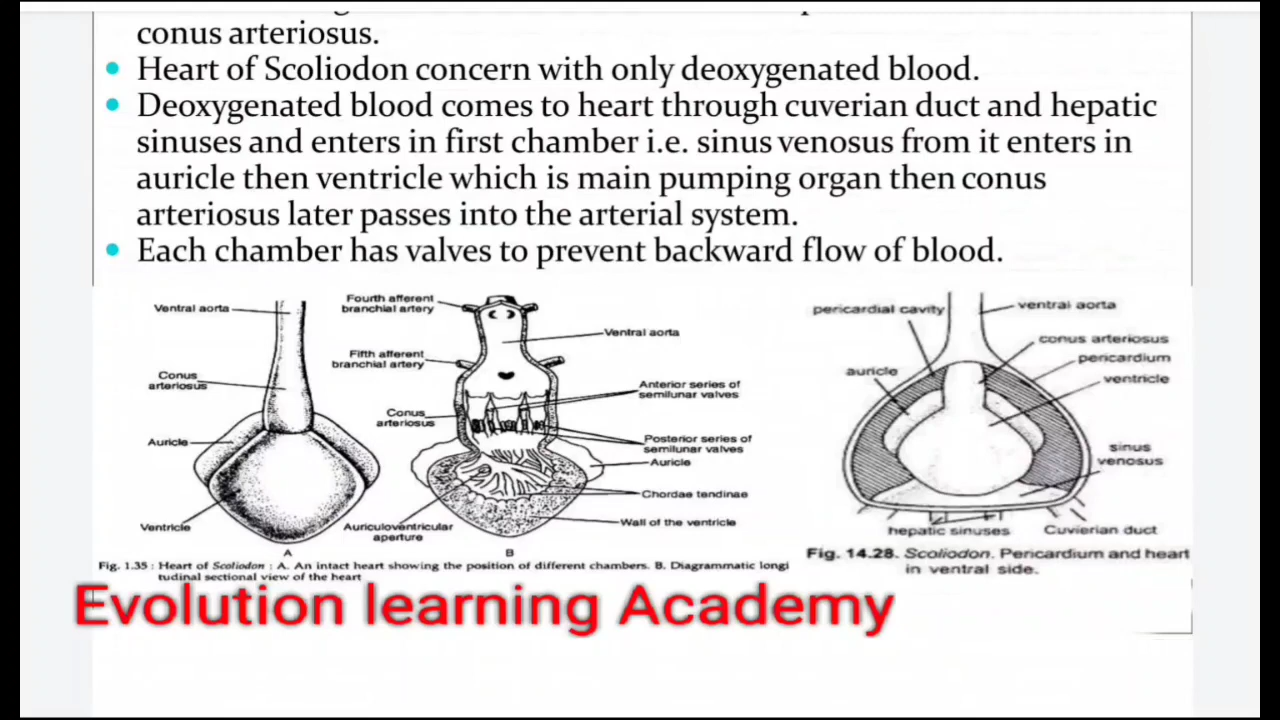 conus arteriosus.
• Heart of Scoliodon concern with only deoxygenated blood.
• Deoxygenated blood comes to heart through cuverian duct and hepatic
sinuses and enters in first chamber i.e. sinus venosus from it enters in
auricle then ventricle which is main pumping organ then conus
arteriosus later passes into the arterial system.
• Each chamber has valves to prevent backward flow of blood.
Ventral aorta
Conus
arteriosus
Auricle
Ventricle
A
Fourth afferent
branchial artery
Fifth afferent
branchial artery
Conus
arteriosus
Auriculoventricular
aperture
Ventral aorta
Anterior series of
semilunar valves
Posterior series of
semilunar valves
Auricle
Chordae tendinae
Wall of the ventricle
B
Fig. 1.35 : Heart of Scoliodon : A. An intact heart showing the position of different chambers. B. Diagrammatic longi
tudinal sectional view of the heart
pericardial cavity
auricle
ventral aorta
conus arteriosus
pericardium
ventricle
sinus
venosus
hepatic sinuses
Cuvierian duct
Fig. 14.28. Scoliodon. Pericardium and heart
in ventral side.
Evolution learning Academy